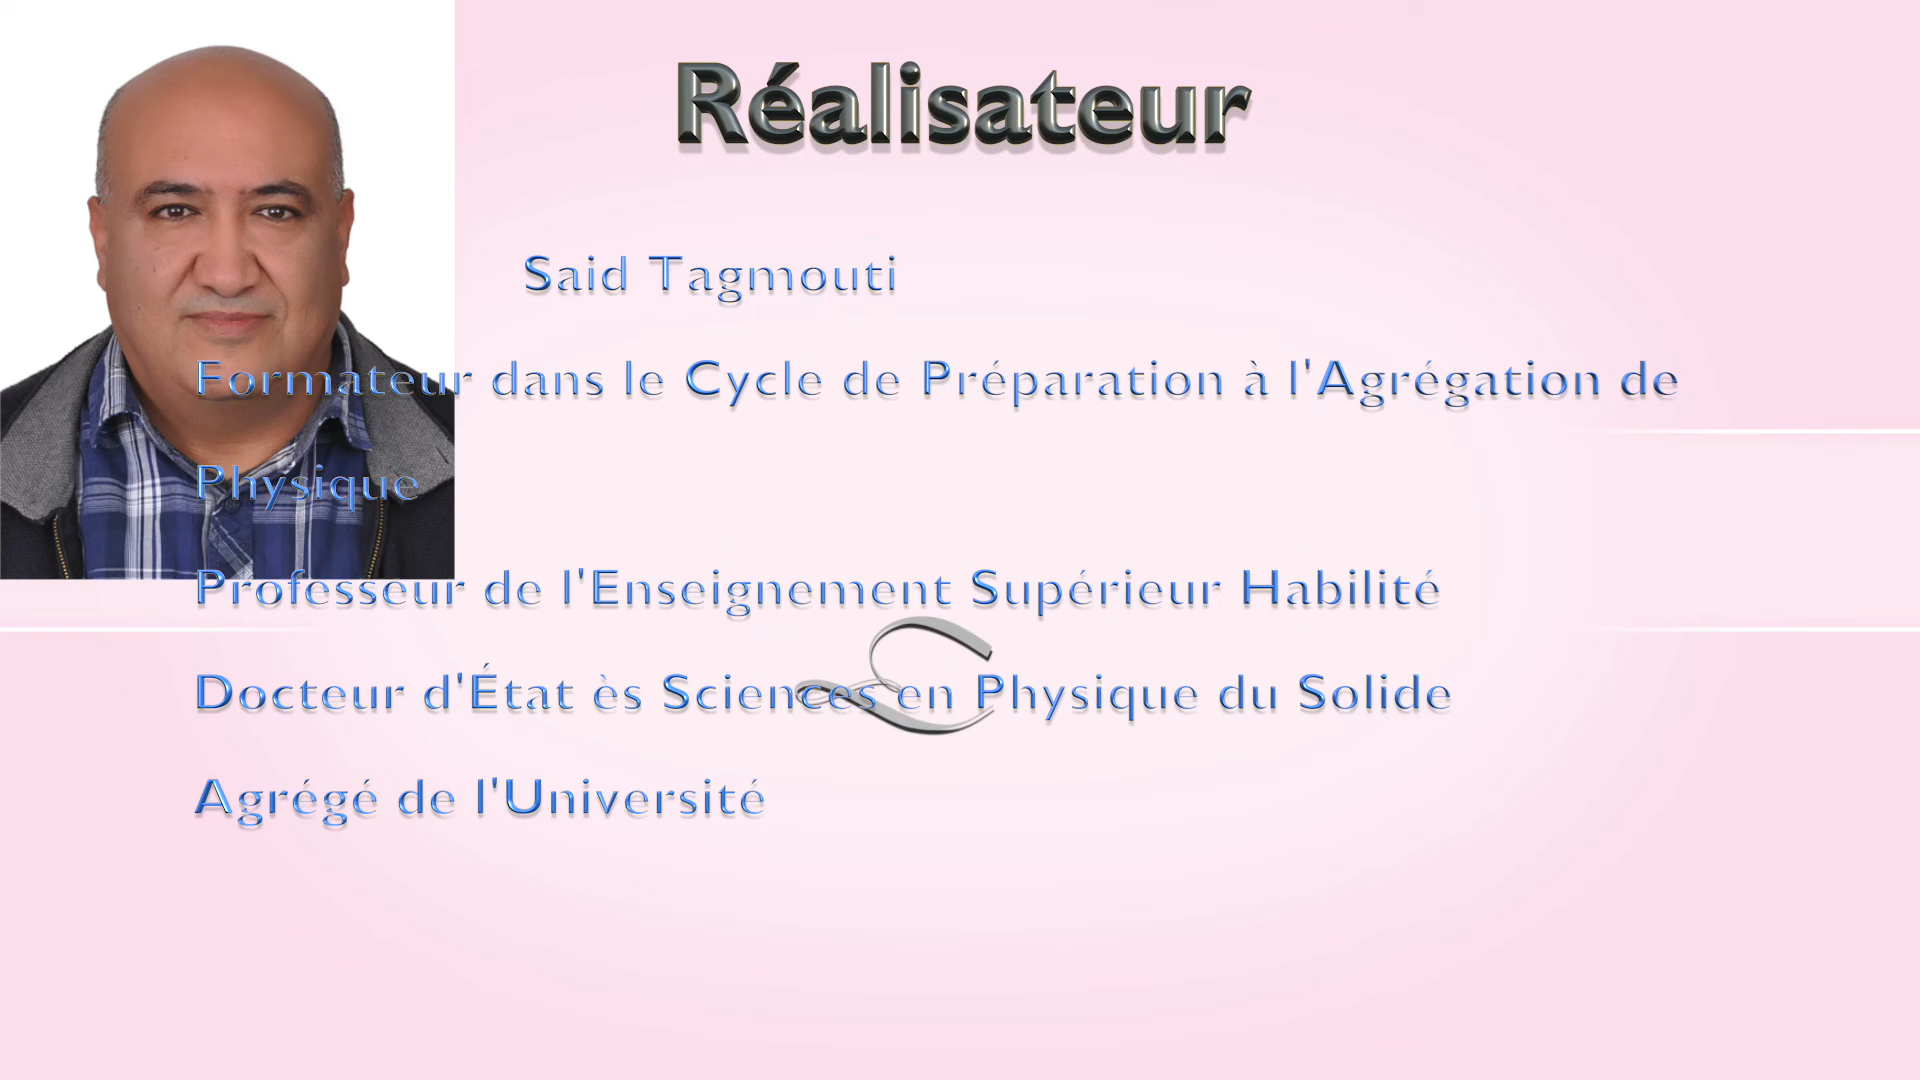 Réalisateur
Said Tagmouti
Formateur dans le Cycle de Préparation à l'Agrégation de
Physique
Professeur de l'Enseignement Supérieur Habilité
Docteur d'État ès Sciences en Physique du Solide
Agrégé de l'Université